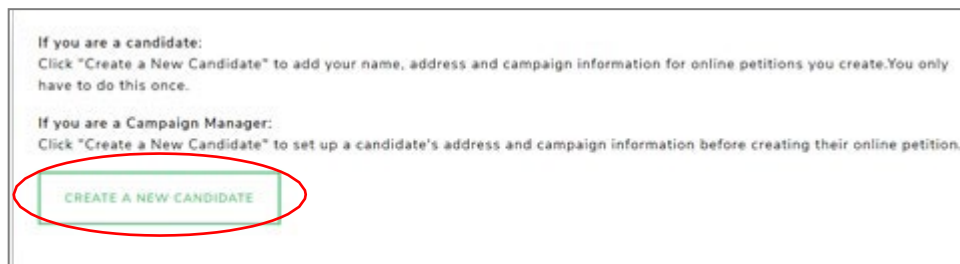 If you are a candidate:
Click "Create a New Candidate" to add your name, address and campaign information for online petitions you create.You only
have to do this once.
If you are a Campaign Manager:
Click "Create a New Candidate" to set up a candidate's address and campaign information before creating their online petition.
CREATE A NEW CANDIDATE